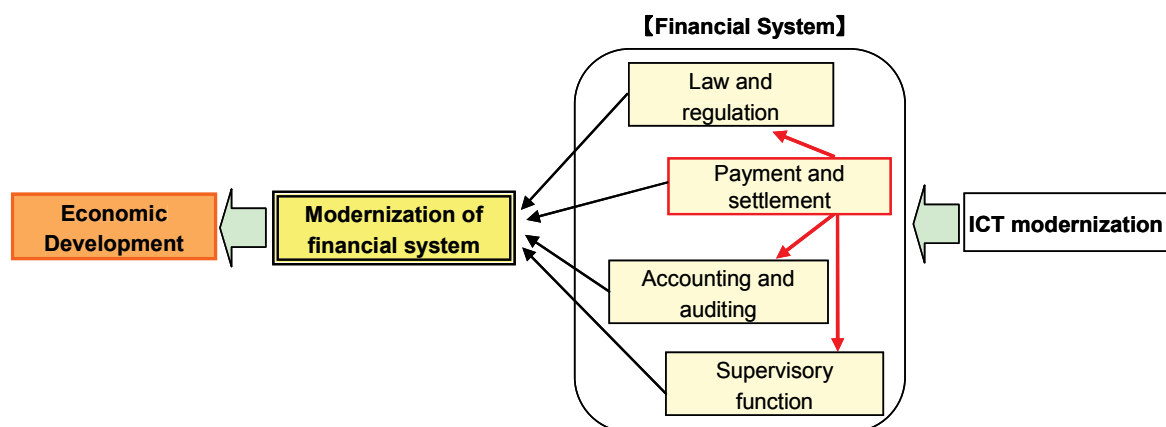 【Financial System】
Law and
regulation
Payment and
settlement
Economic
Development
Modernization of
financial system
ICT modernization
Accounting and
auditing
Supervisory
function